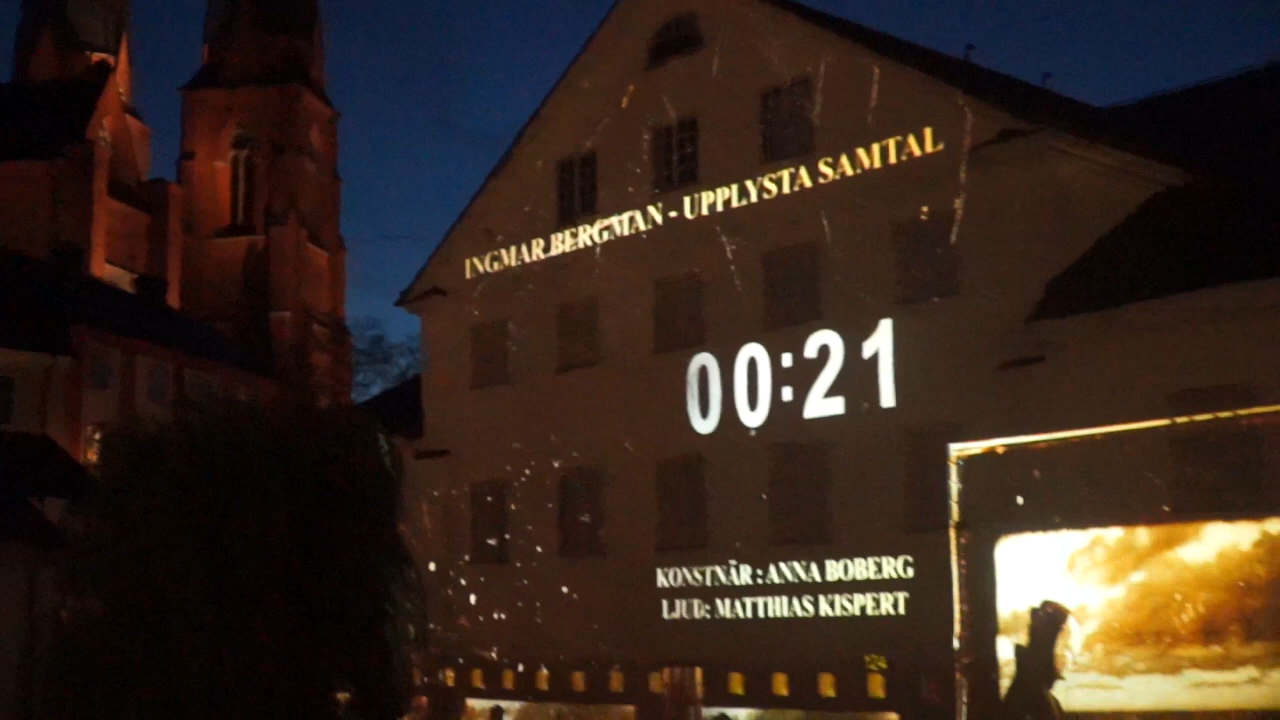 INGMAR BERGMAN - UPPLYSTA SAMTAL
00:21
KONSTNÄR : ANNA BOBERG
LJUD: MATTHIAS KISPERT